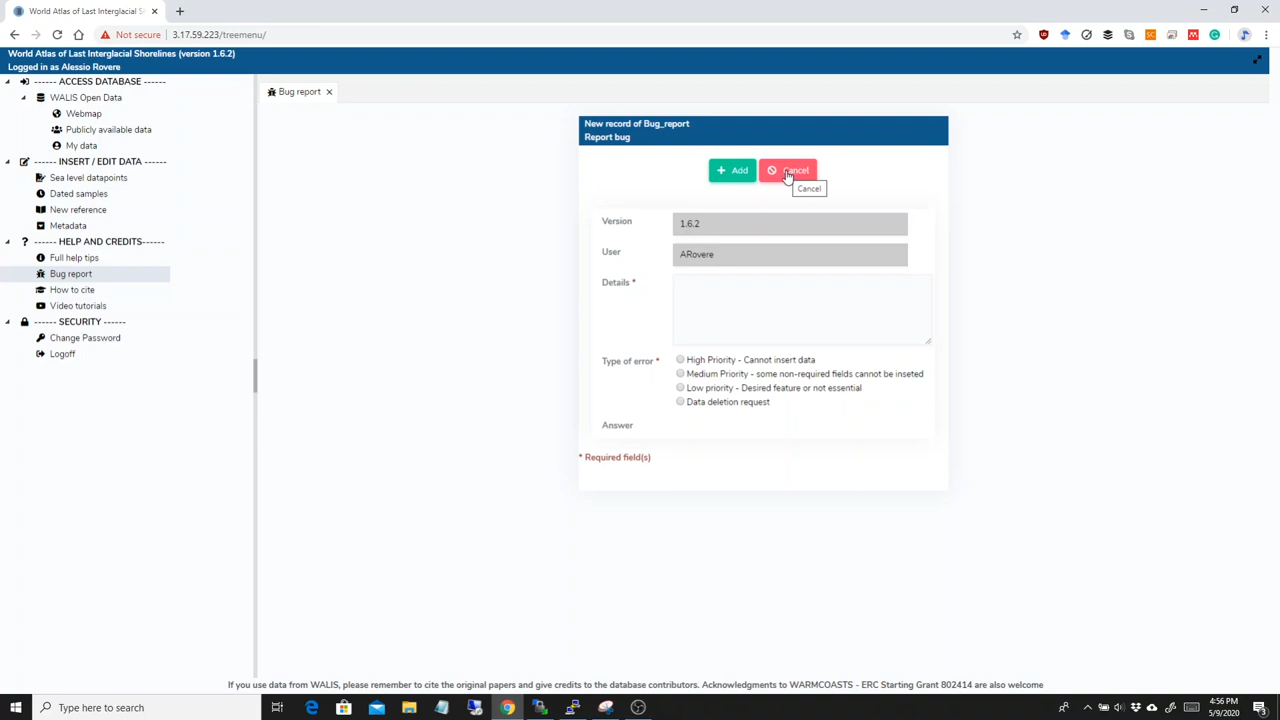 World Atlas of Last Interglacial Sh
Not secure
3.17.59.223/treemenu/
World Atlas of Last Interglacial Shorelines (version 1.6.2)
Logged in as Alessio Rovere
------ ACCESS DATABASE ------
WALIS Open Data
Webmap
Publicly available data
My data
------ INSERT / EDIT DATA ------
Sea level datapoints
Dated samples
New reference
Metadata
------ HELP AND CREDITS------
Full help tips
Bug report
How to cite
Video tutorials
------ SECURITY ------
Change Password
Logoff
Bug report
New record of Bug_report
Report bug
Add
Cancel
Cancel
Version
1.6.2
User
ARovere
Details *
Type of error *
High Priority - Cannot insert data
Medium Priority - some non-required fields cannot be inseted
Low priority - Desired feature or not essential
Data deletion request
Answer
* Required field(s)
If you use data from WALIS, please remember to cite the original papers and give credits to the database contributors. Acknowledgments to WARMCOASTS - ERC Starting Grant 802414 are also welcome
Type here to search
4:56 PM
5/9/2020